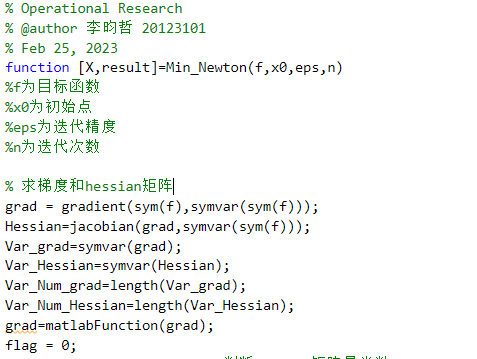 % Operational Research
% @author 李昀哲 20123101
% Feb 25, 2023
function [X,result]=Min_Newton(f,x0,eps,n)
%f为目标函数
%x0为初始点
%eps为迭代精度
%n为迭代次数
% 求梯度和hessian矩阵
grad = gradient(sym(f),symvar(sym(f)));
Hessian=jacobian(grad,symvar(sym(f)));
Var_grad=symvar(grad);
Var_Hessian=symvar(Hessian);
Var_Num_grad=length(Var_grad);
Var_Num_Hessian=length(Var_Hessian);
grad=matlabFunction(grad);
flag = 0;